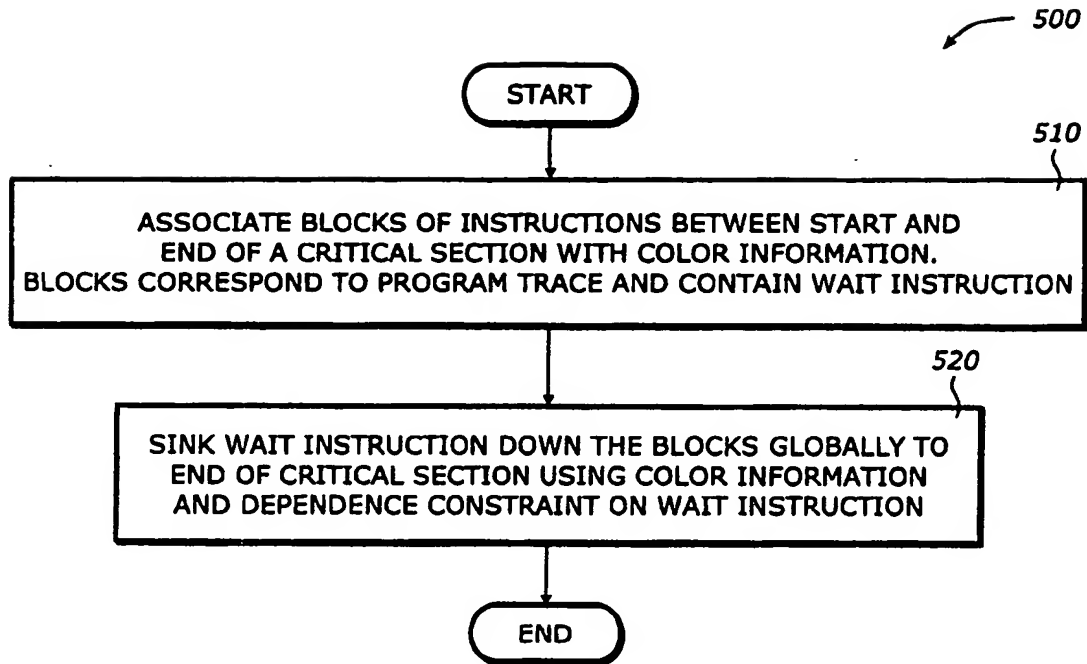 500
START
510
ASSOCIATE BLOCKS OF INSTRUCTIONS BETWEEN START AND
END OF A CRITICAL SECTION WITH COLOR INFORMATION.
BLOCKS CORRESPOND TO PROGRAM TRACE AND CONTAIN WAIT INSTRUCTION
520
SINK WAIT INSTRUCTION DOWN THE BLOCKS GLOBALLY TO
END OF CRITICAL SECTION USING COLOR INFORMATION
AND DEPENDENCE CONSTRAINT ON WAIT INSTRUCTION
END